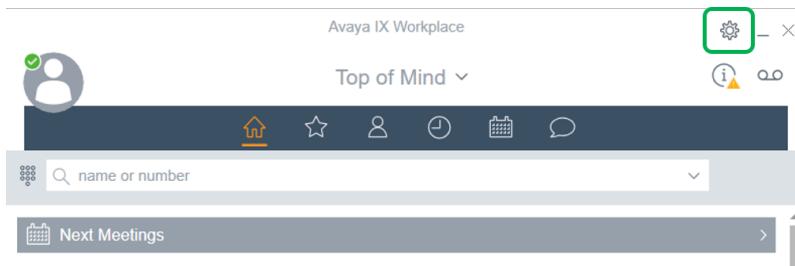 Avaya IX Workplace
Top of Mind
name or number
Next Meetings